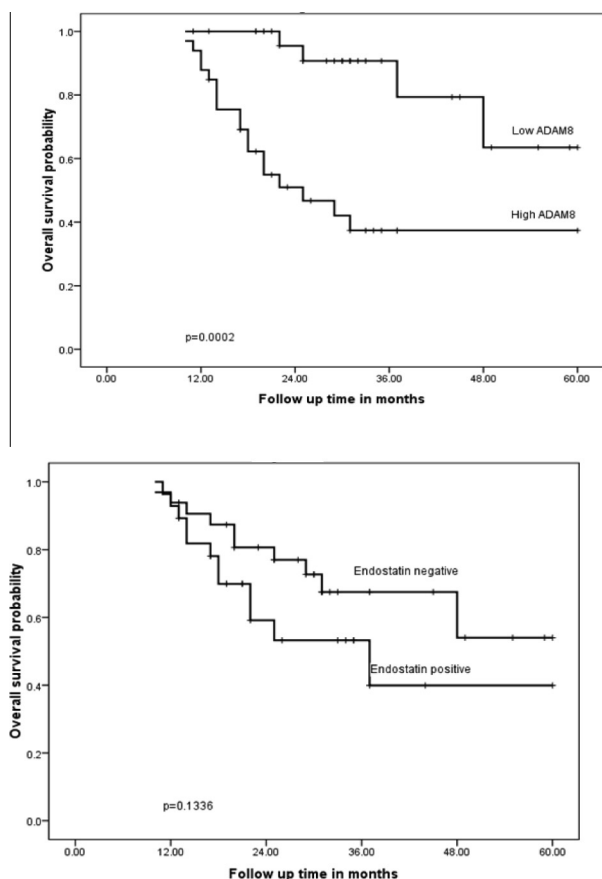 1.0
0.8
0.6
0.4
0.2
0.0
Overall survival probability
Low ADAM8
High ADAM8
p=0.0002
0.00 12.00 24.00 36.00 48.00 60.00
Follow up time in months
1.0
0.8
0.6
0.4
0.2
0.0
Overall survival probability
Endostatin negative
Endostatin positive
p=0.1336
0.00 12.00 24.00 36.00 48.00 60.00
Follow up time in months